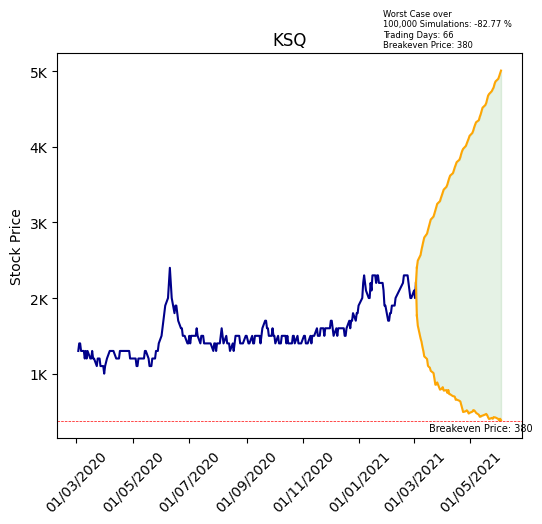 Worst Case over
100,000 Simulations: -82.77 %
Trading Days: 66
Breakeven Price: 380
KSQ
Stock Price
5K
4K
3K
2K
1K
Breakeven Price: 380
01/03/2020
01/05/2020
01/07/2020
01/09/2020
01/11/2020
01/01/2021
01/03/2021
01/05/2021